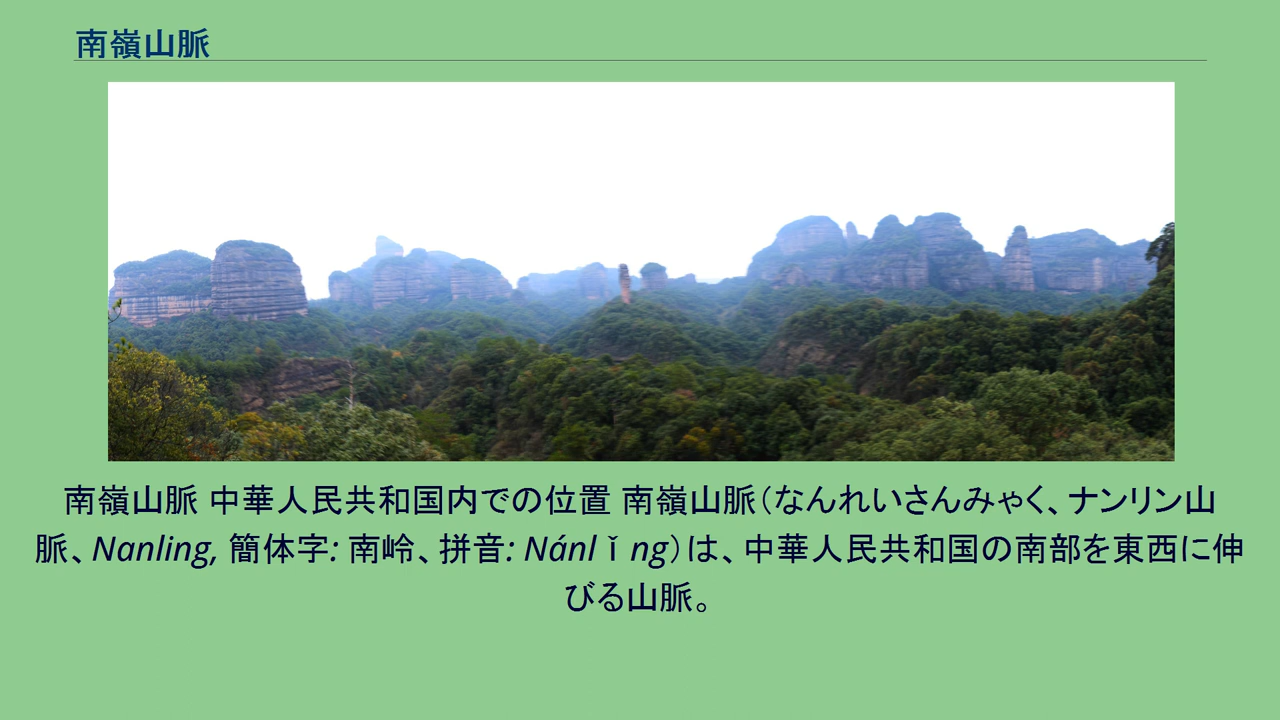 南嶺山脈
南嶺山脈 中華人民共和国内での位置 南嶺山脈（なんれいさんみゃく、ナンリン山
脈、Nanling, 簡体字: 南岭、拼音: Nánlǐng）は、中華人民共和国の南部を東西に伸
びる山脈。